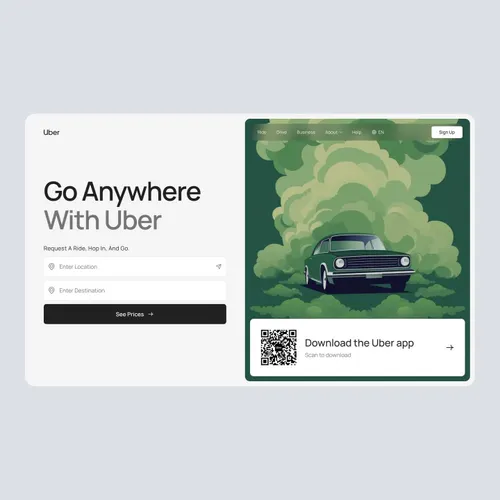 Uber
Ride Drive Business About Help EN
Sign Up
Go Anywhere
With Uber
Request A Ride, Hop In, And Go.
Enter Location
Enter Destination
See Prices →
Download the Uber app
Scan to download